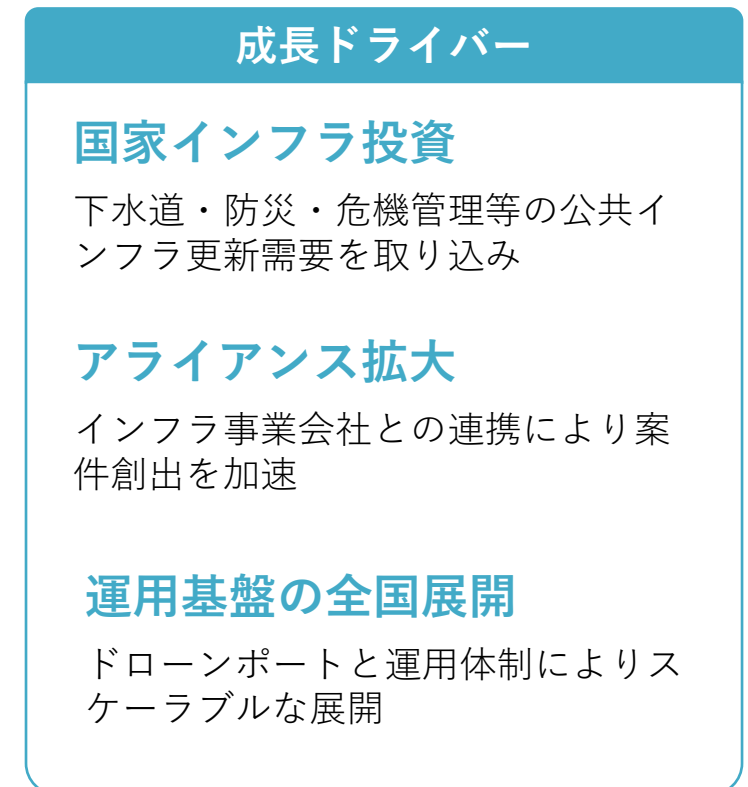 成長ドライバー
国家インフラ投資
下水道・防災・危機管理等の公共イ
ンフラ更新需要を取り込み
アライアンス拡大
インフラ事業会社との連携により案
件創出を加速
運用基盤の全国展開
ドローンポートと運用体制によりス
ケーラブルな展開